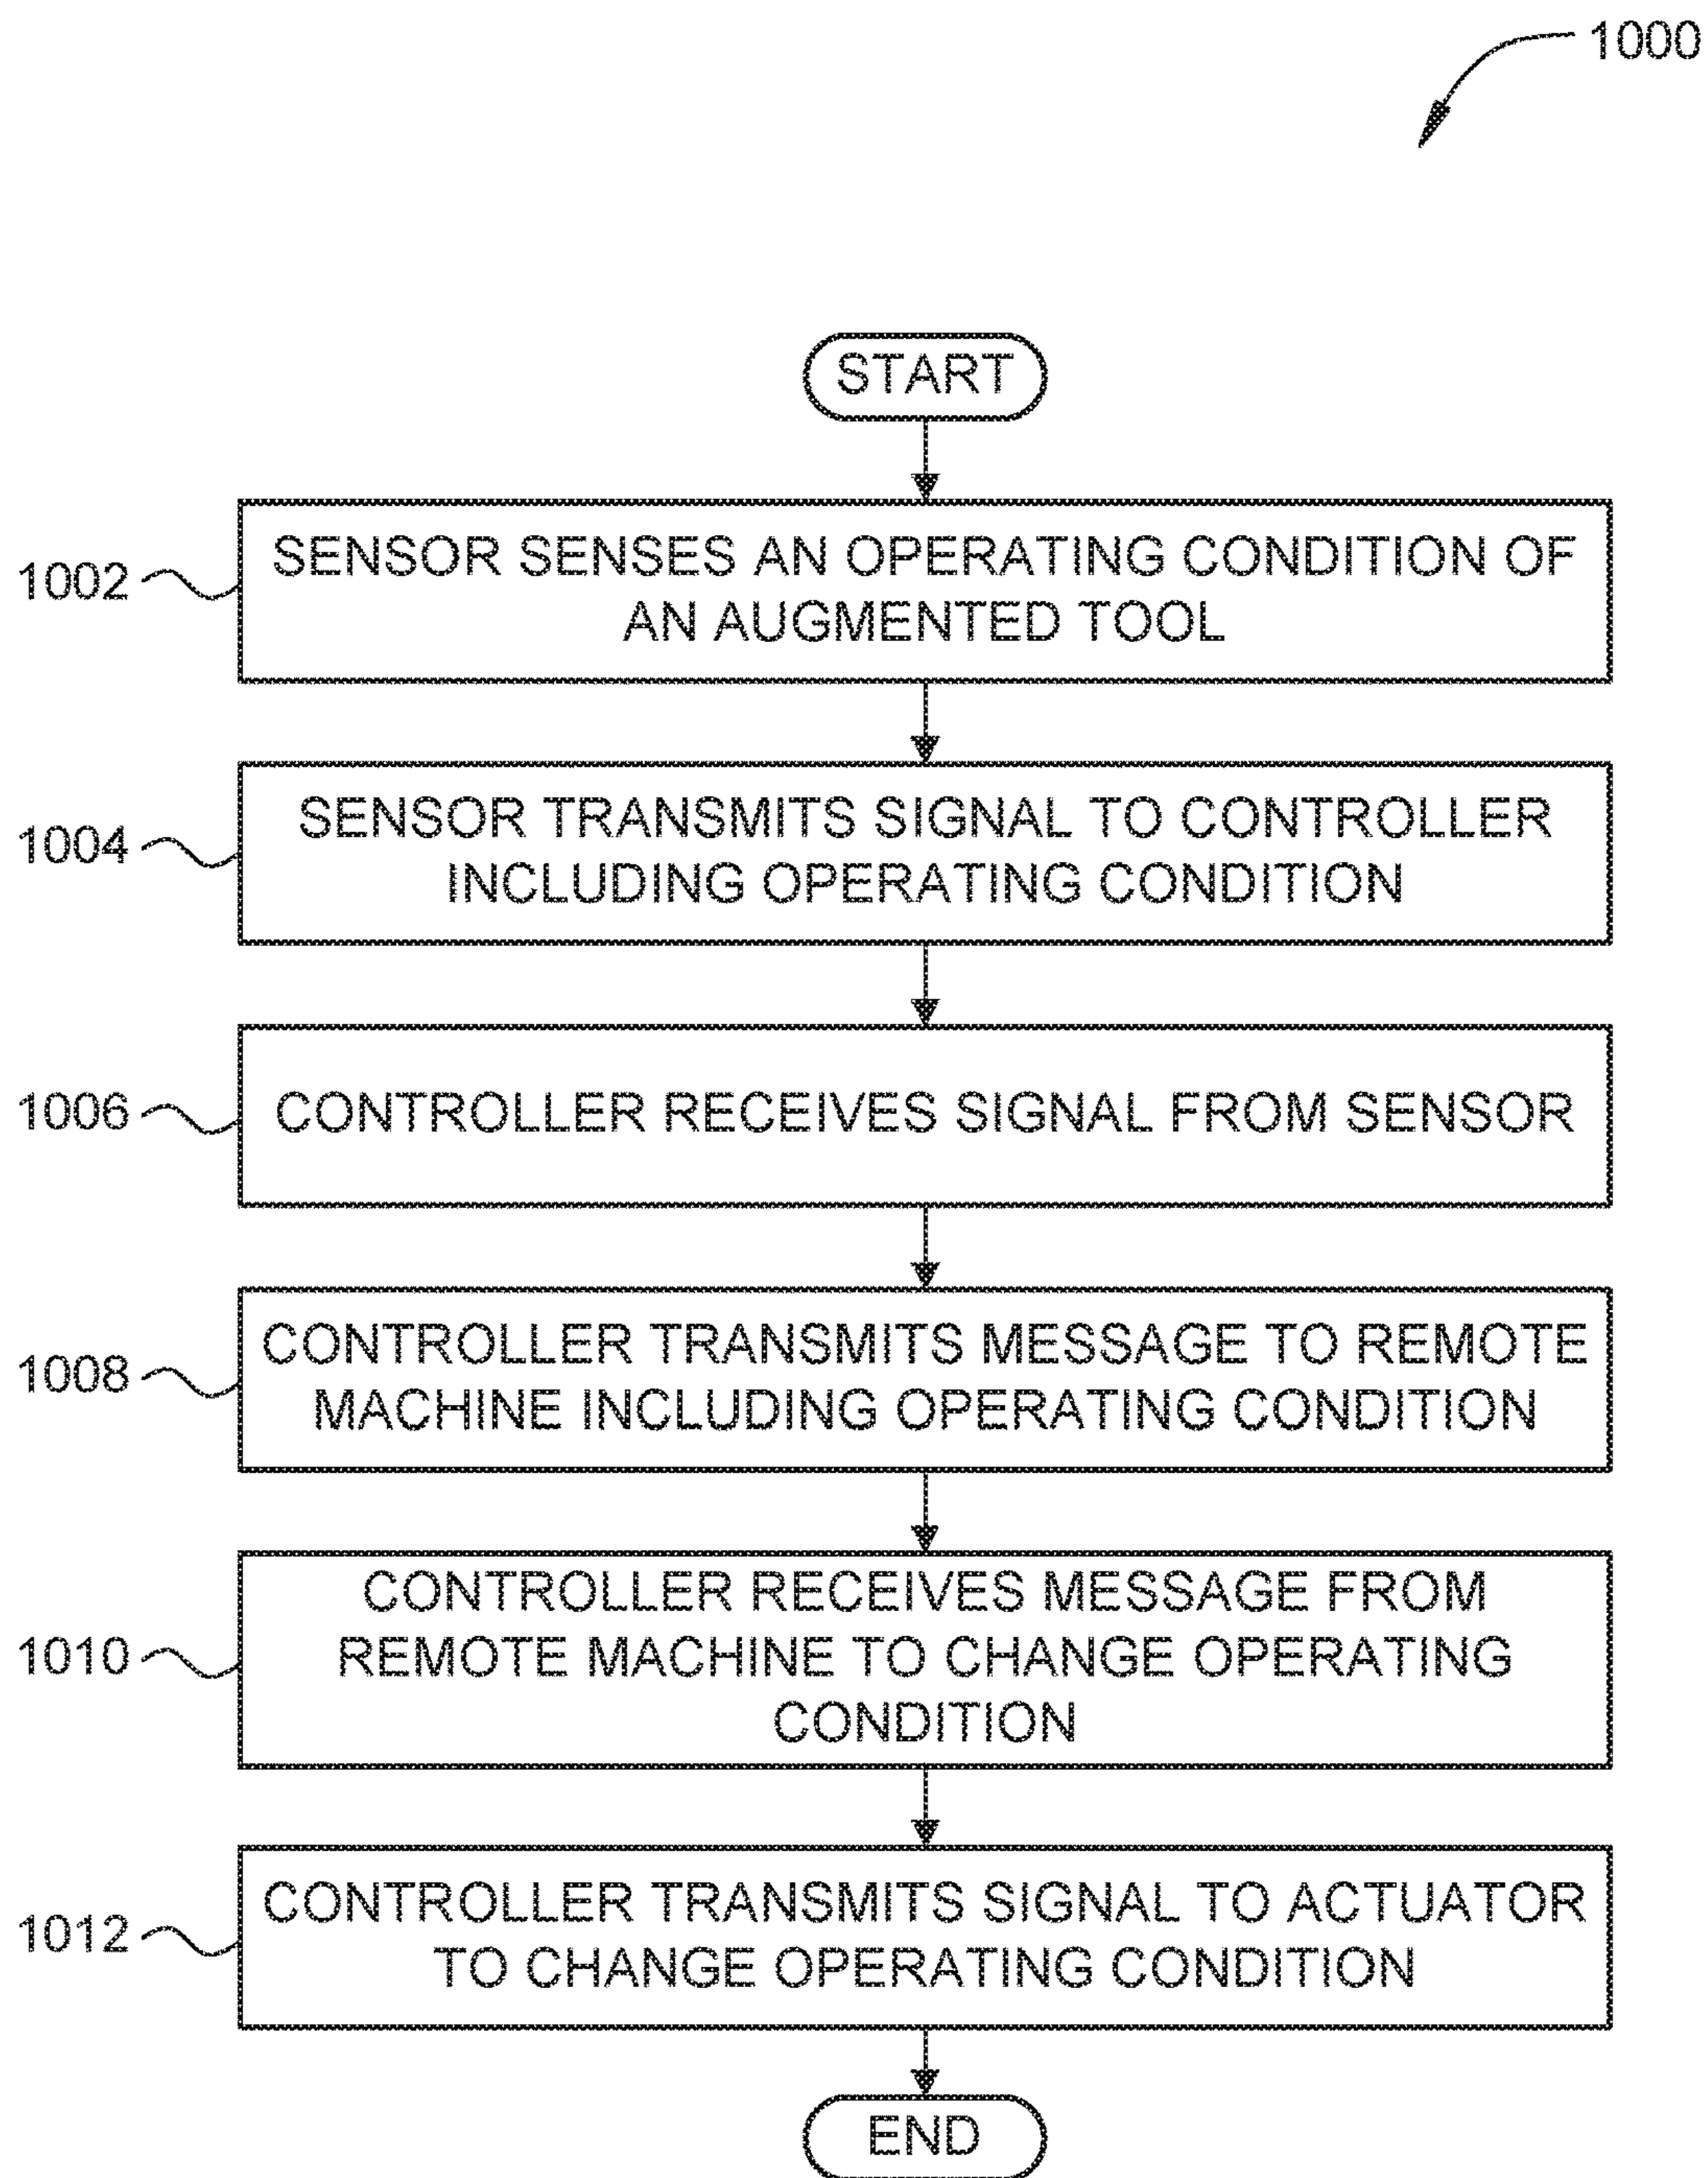 1000
START
1002
SENSOR SENSES AN OPERATING CONDITION OF
AN AUGMENTED TOOL
1004
SENSOR TRANSMITS SIGNAL TO CONTROLLER
INCLUDING OPERATING CONDITION
1006
CONTROLLER RECEIVES SIGNAL FROM SENSOR
1008
CONTROLLER TRANSMITS MESSAGE TO REMOTE
MACHINE INCLUDING OPERATING CONDITION
1010
CONTROLLER RECEIVES MESSAGE FROM
REMOTE MACHINE TO CHANGE OPERATING
CONDITION
1012
CONTROLLER TRANSMITS SIGNAL TO ACTUATOR
TO CHANGE OPERATING CONDITION
END